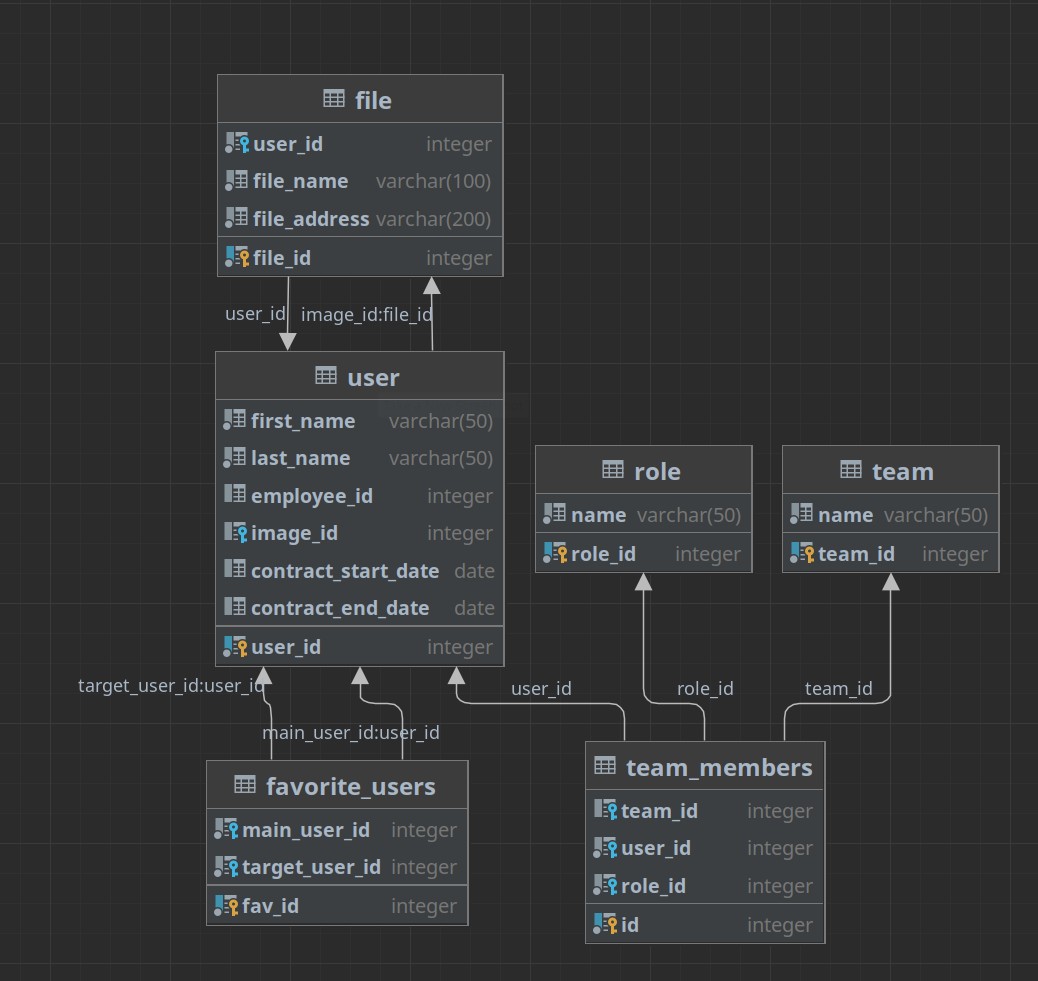 file
user_id integer
file_name varchar(100)
file_address varchar(200)
file_id integer
user_id image_id:file_id
user
first_name varchar(50)
last_name varchar(50)
employee_id integer
image_id integer
contract_start_date date
contract_end_date date
user_id integer
role
name varchar(50)
role_id integer
team
name varchar(50)
team_id integer
target_user_id:user_id
main_user_id:user_id
user_id
role_id
team_id
favorite_users
main_user_id integer
target_user_id integer
fav_id integer
team_members
team_id integer
user_id integer
role_id integer
id integer